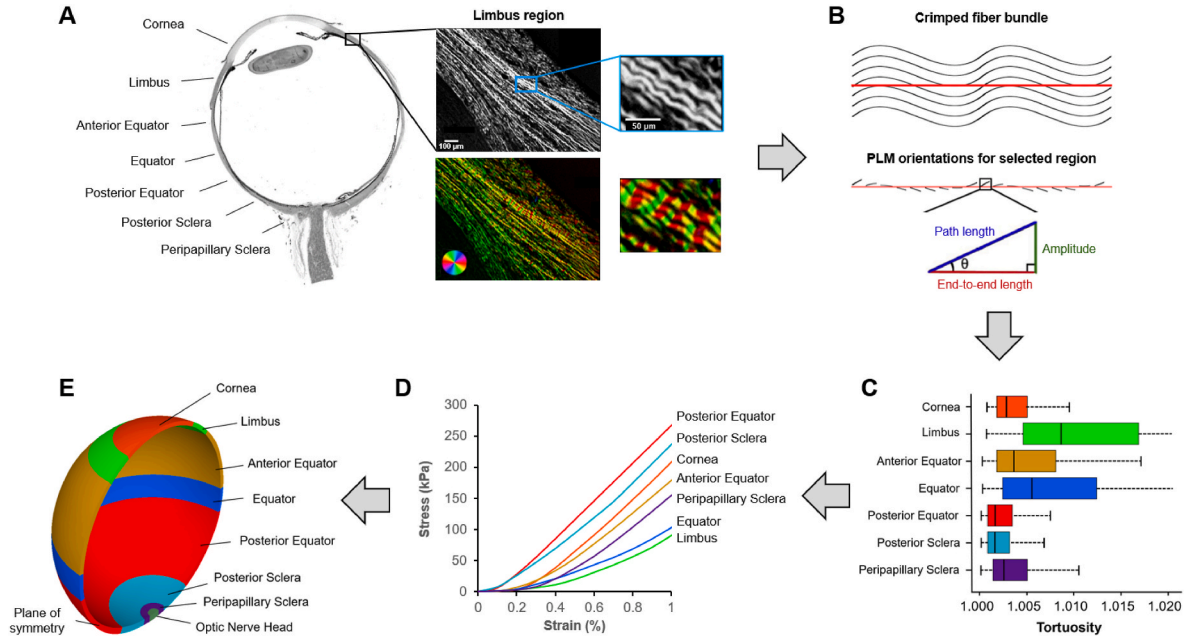 A
Limbus region
Cornea
Limbus
Anterior Equator
Equator
Posterior Equator
Posterior Sclera
Peripapillary Sclera
100 µm
50 µm
B
Crimped fiber bundle
PLM orientations for selected region
Path length
Amplitude
θ
End-to-end length
E
Cornea
Limbus
Anterior Equator
Equator
Posterior Equator
Posterior Sclera
Peripapillary Sclera
Optic Nerve Head
Plane of
symmetry
D
Stress (kPa)
300
250
200
150
100
50
0
0
0.2
0.4
0.6
0.8
1
Strain (%)
Posterior Equator
Posterior Sclera
Cornea
Anterior Equator
Peripapillary Sclera
Equator
Limbus
C
Cornea
Limbus
Anterior Equator
Equator
Posterior Equator
Posterior Sclera
Peripapillary Sclera
1.000
1.005
1.010
1.015
1.020
Tortuosity